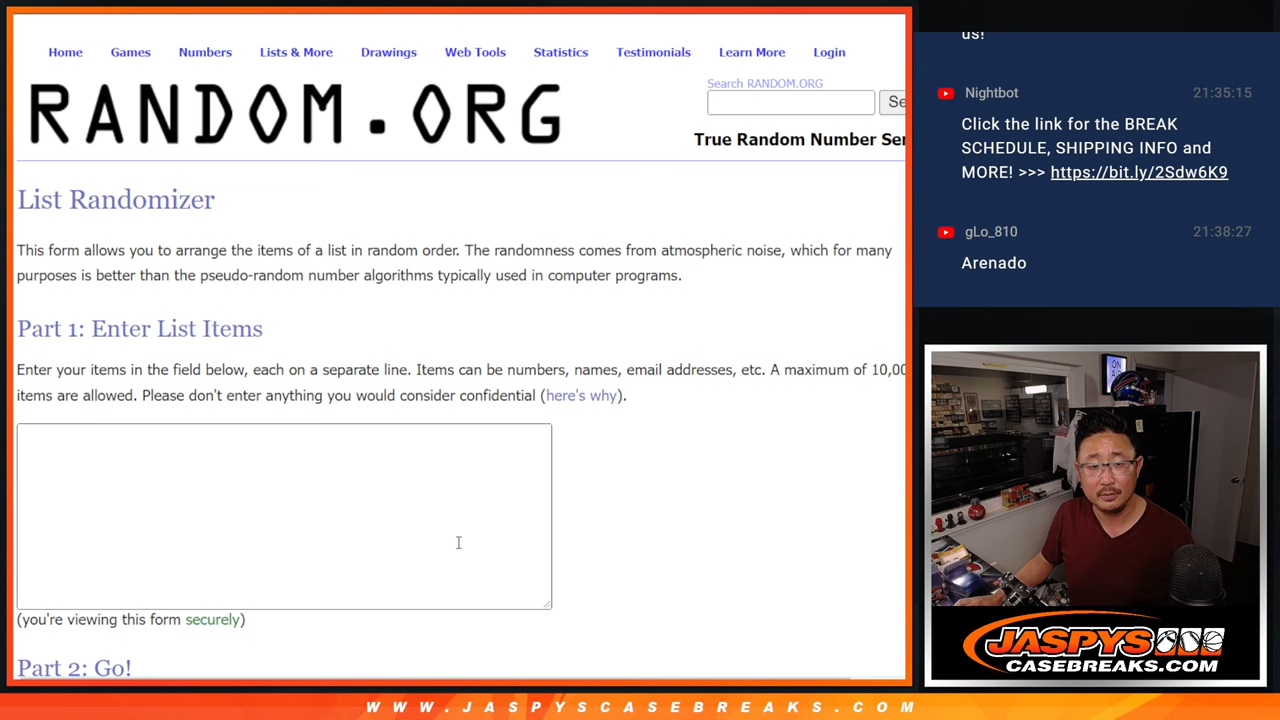 Home Games Numbers Lists & More Drawings Web Tools Statistics Testimonials Learn More Login
RANDOM.ORG
Search RANDOM.ORG
Se
True Random Number Ser
List Randomizer
This form allows you to arrange the items of a list in random order. The randomness comes from atmospheric noise, which for many
purposes is better than the pseudo-random number algorithms typically used in computer programs.
Part 1: Enter List Items
Enter your items in the field below, each on a separate line. Items can be numbers, names, email addresses, etc. A maximum of 10,00
items are allowed. Please don't enter anything you would consider confidential (here's why).
(you're viewing this form securely)
Part 2: Go!
us!
Nightbot 21:35:15
Click the link for the BREAK
SCHEDULE, SHIPPING INFO and
MORE! >>> https://bit.ly/2Sdw6K9
gLo_810 21:38:27
Arenado
ON
JASPYS
CASEBREAKS.COM
WWW.JASPYSCASEBREAKS.COM